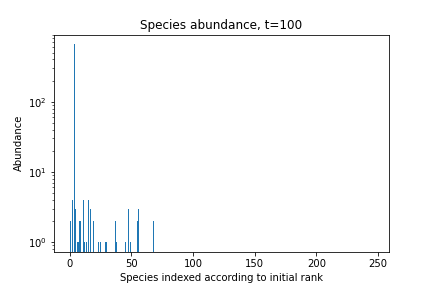 Species abundance, t=100
Abundance
10²
10¹
10⁰
0 50 100 150 200 250
Species indexed according to initial rank